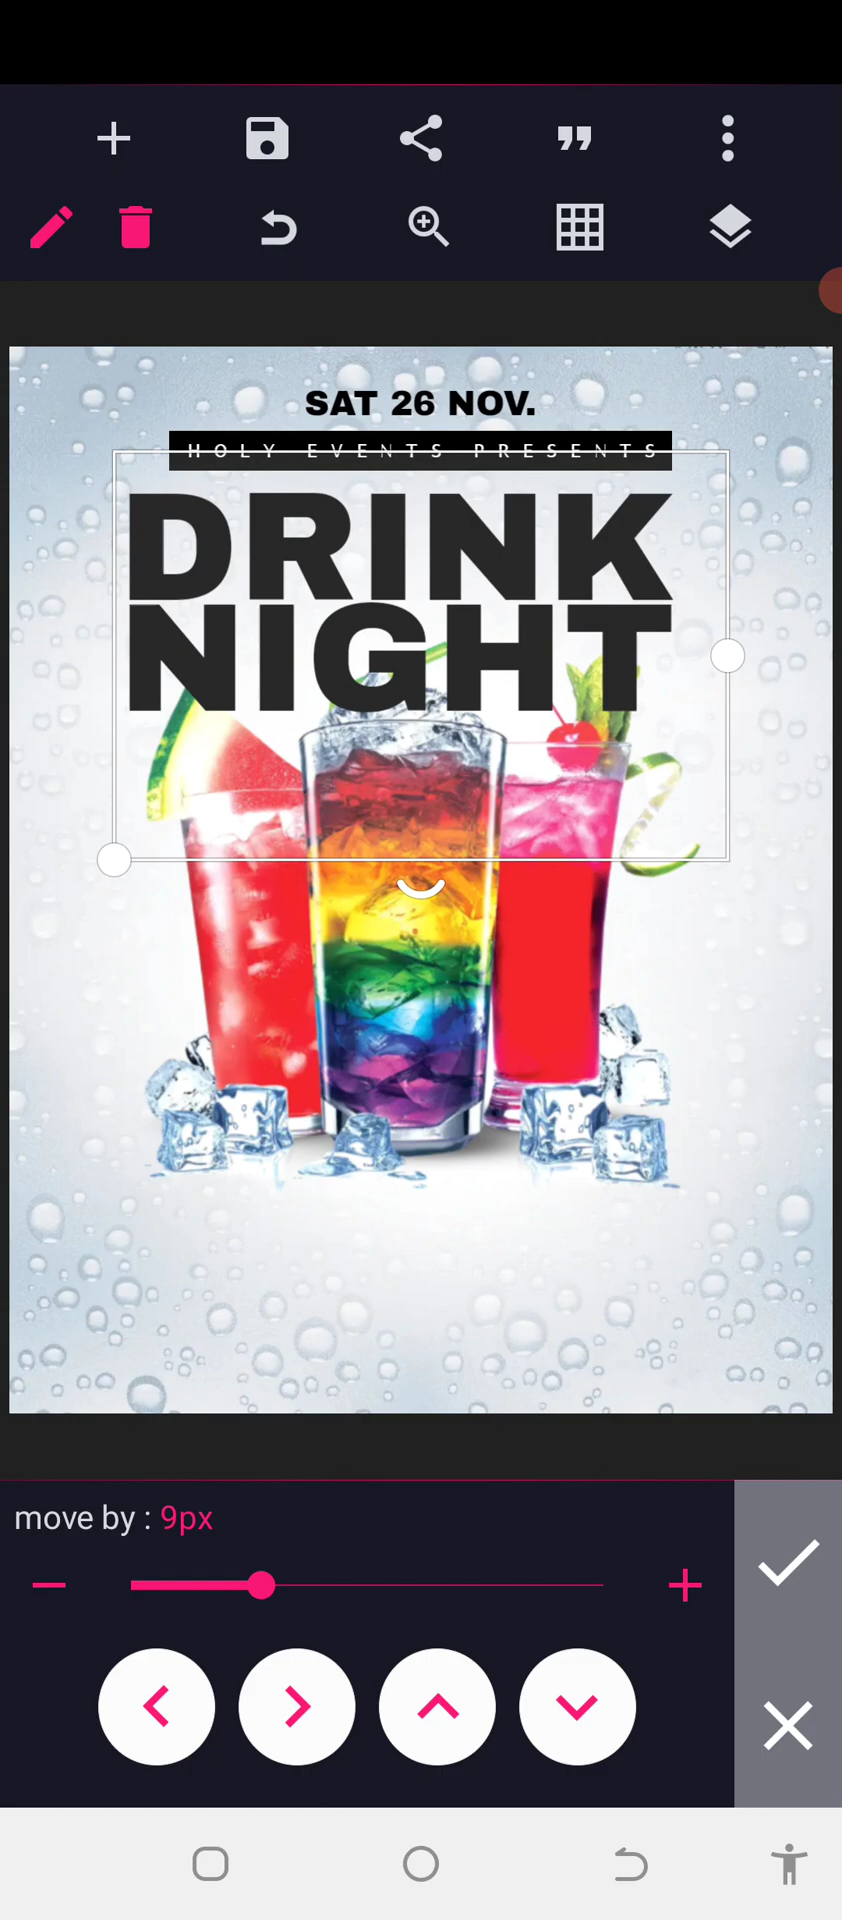 SAT 26 NOV.
HOLY EVENTS PRESENTS
DRINK
NIGHT
move by : 9px